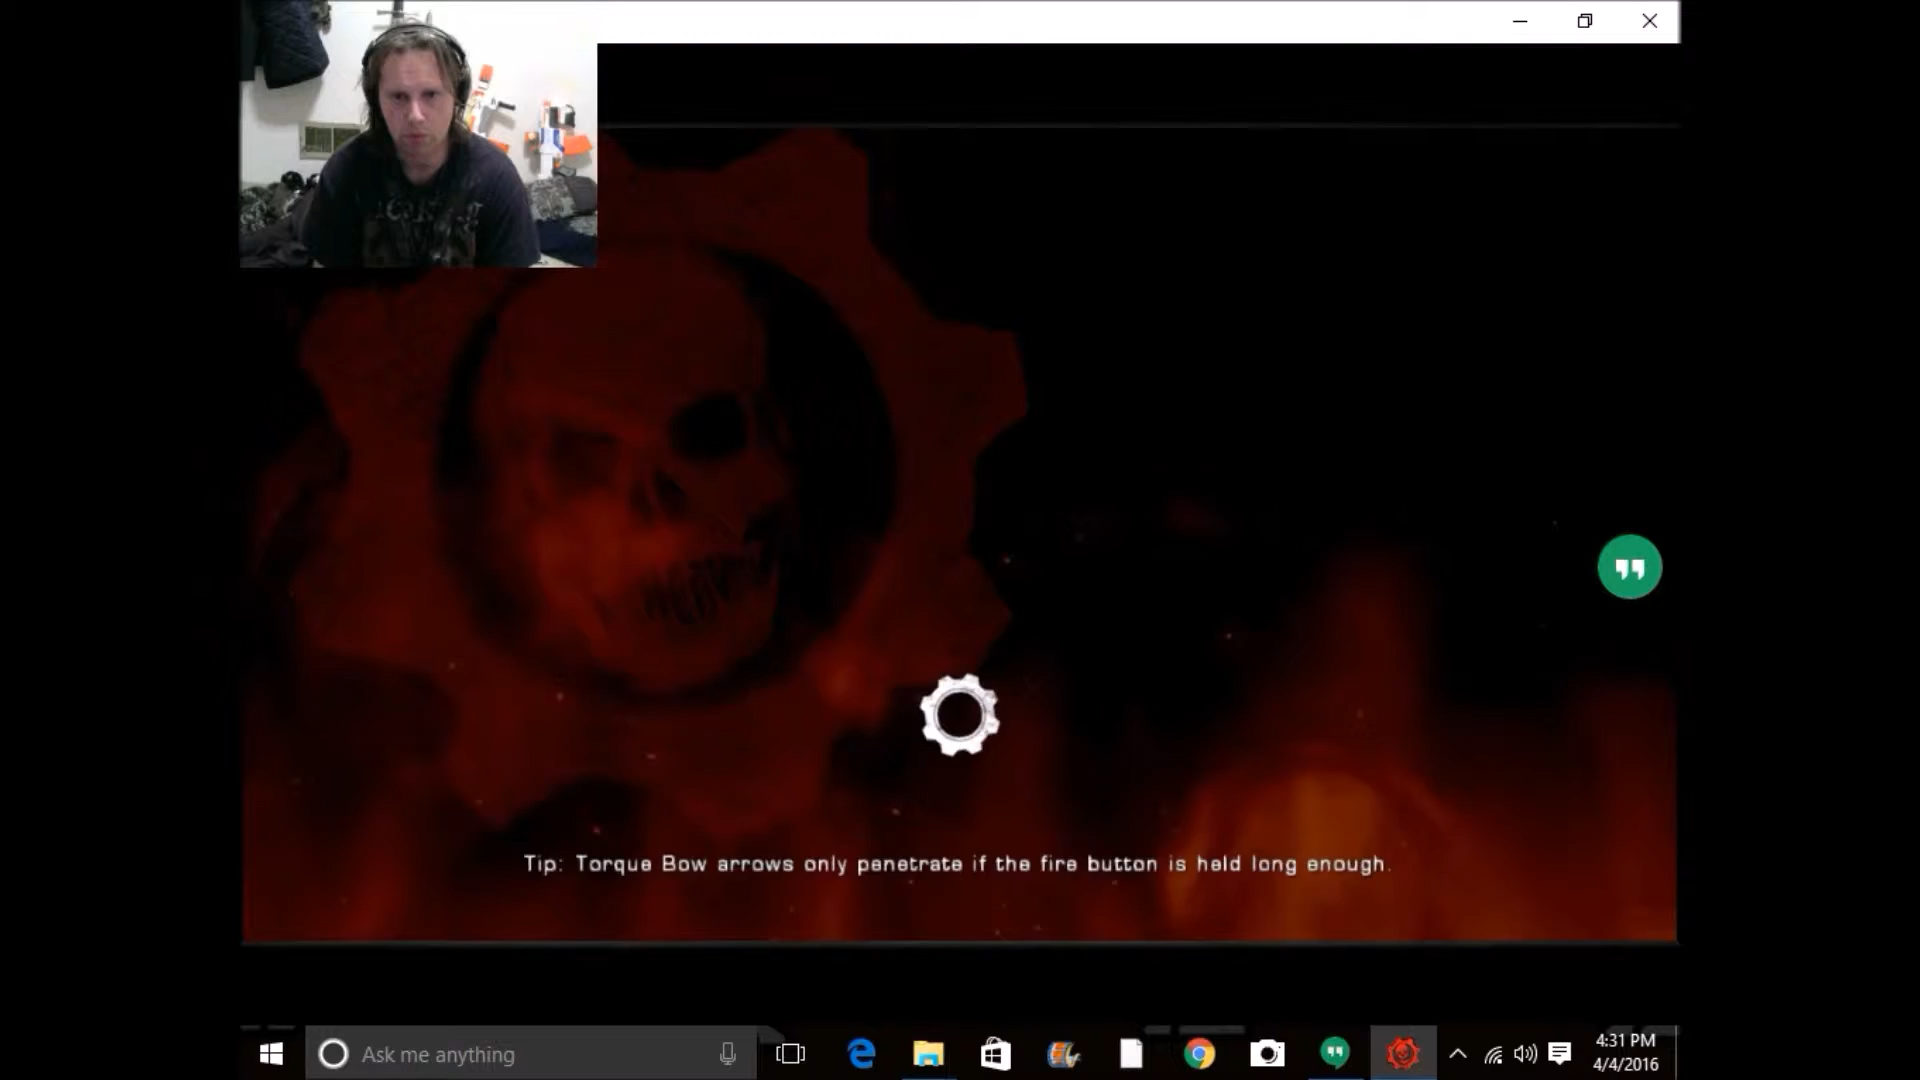 Tip: Torque Bow arrows only penetrate if the fire button is held long enough.
Ask me anything
4:31 PM
4/4/2016